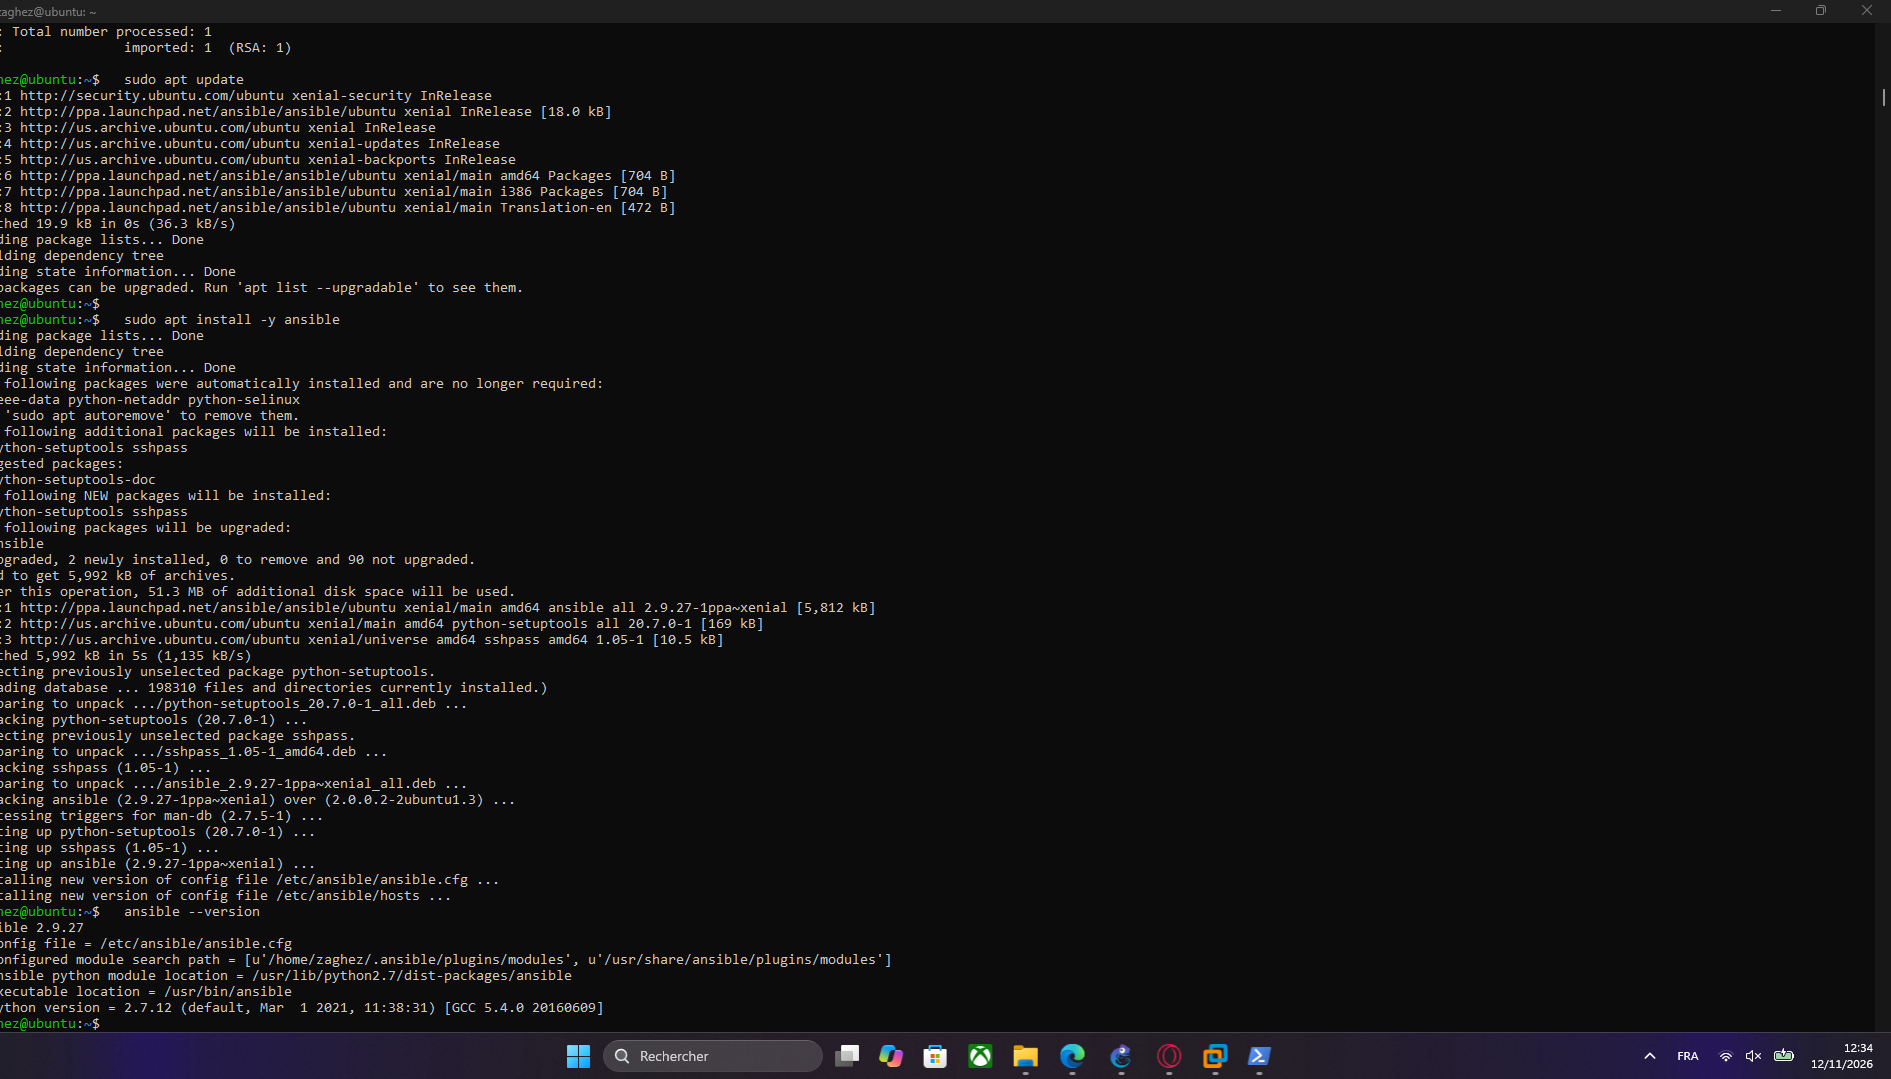 zaghez@ubuntu: ~
: Total number processed: 1
:               imported: 1  (RSA: 1)
hez@ubuntu:~$   sudo apt update
:1 http://security.ubuntu.com/ubuntu xenial-security InRelease
:2 http://ppa.launchpad.net/ansible/ansible/ubuntu xenial InRelease [18.0 kB]
:3 http://us.archive.ubuntu.com/ubuntu xenial InRelease
:4 http://us.archive.ubuntu.com/ubuntu xenial-updates InRelease
:5 http://us.archive.ubuntu.com/ubuntu xenial-backports InRelease
:6 http://ppa.launchpad.net/ansible/ansible/ubuntu xenial/main amd64 Packages [704 B]
:7 http://ppa.launchpad.net/ansible/ansible/ubuntu xenial/main i386 Packages [704 B]
:8 http://ppa.launchpad.net/ansible/ansible/ubuntu xenial/main Translation-en [472 B]
ched 19.9 kB in 0s (36.3 kB/s)
ding package lists... Done
lding dependency tree
ding state information... Done
packages can be upgraded. Run 'apt list --upgradable' to see them.
hez@ubuntu:~$
hez@ubuntu:~$   sudo apt install -y ansible
ding package lists... Done
lding dependency tree
ding state information... Done
following packages were automatically installed and are no longer required:
eee-data python-netaddr python-selinux
'sudo apt autoremove' to remove them.
following additional packages will be installed:
ython-setuptools sshpass
gested packages:
ython-setuptools-doc
following NEW packages will be installed:
ython-setuptools sshpass
following packages will be upgraded:
nsible
pgraded, 2 newly installed, 0 to remove and 90 not upgraded.
d to get 5,992 kB of archives.
er this operation, 51.3 MB of additional disk space will be used.
:1 http://ppa.launchpad.net/ansible/ansible/ubuntu xenial/main amd64 ansible all 2.9.27-1ppa~xenial [5,812 kB]
:2 http://us.archive.ubuntu.com/ubuntu xenial/main amd64 python-setuptools all 20.7.0-1 [169 kB]
:3 http://us.archive.ubuntu.com/ubuntu xenial/universe amd64 sshpass amd64 1.05-1 [10.5 kB]
ched 5,992 kB in 5s (1,135 kB/s)
ecting previously unselected package python-setuptools.
ading database ... 198310 files and directories currently installed.)
paring to unpack .../python-setuptools_20.7.0-1_all.deb ...
acking python-setuptools (20.7.0-1) ...
ecting previously unselected package sshpass.
paring to unpack .../sshpass_1.05-1_amd64.deb ...
acking sshpass (1.05-1) ...
paring to unpack .../ansible_2.9.27-1ppa~xenial_all.deb ...
acking ansible (2.9.27-1ppa~xenial) over (2.0.0.2-2ubuntu1.3) ...
cessing triggers for man-db (2.7.5-1) ...
ting up python-setuptools (20.7.0-1) ...
ting up sshpass (1.05-1) ...
ting up ansible (2.9.27-1ppa~xenial) ...
talling new version of config file /etc/ansible/ansible.cfg ...
talling new version of config file /etc/ansible/hosts ...
hez@ubuntu:~$   ansible --version
ible 2.9.27
onfig file = /etc/ansible/ansible.cfg
onfigured module search path = [u'/home/zaghez/.ansible/plugins/modules', u'/usr/share/ansible/plugins/modules']
nsible python module location = /usr/lib/python2.7/dist-packages/ansible
xecutable location = /usr/bin/ansible
ython version = 2.7.12 (default, Mar  1 2021, 11:38:31) [GCC 5.4.0 20160609]
hez@ubuntu:~$
Rechercher
FRA
12:34
12/11/2026